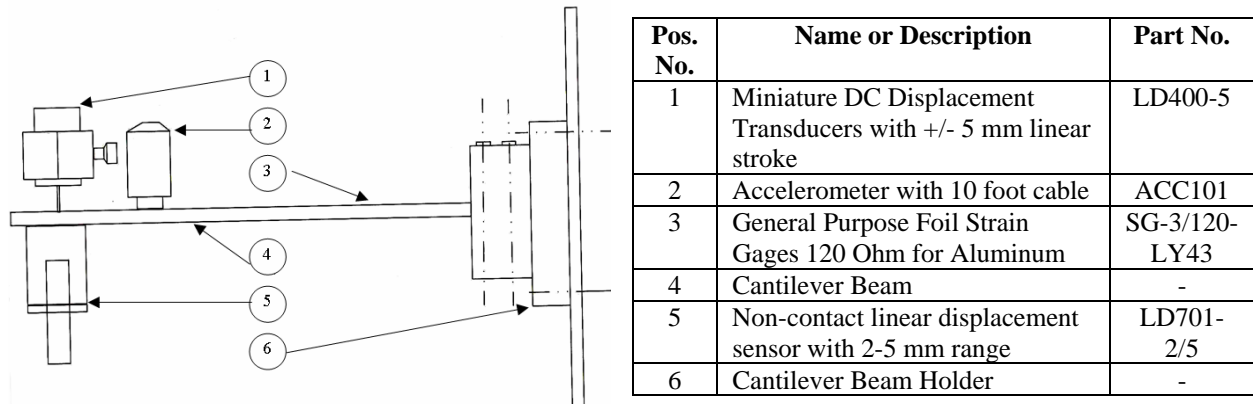 1
2
3
4
5
6
Pos. Name or Description Part No.
No.
1 Miniature DC Displacement LD400-5
Transducers with +/- 5 mm linear
stroke
2 Accelerometer with 10 foot cable ACC101
3 General Purpose Foil Strain SG-3/120-
Gages 120 Ohm for Aluminum LY43
4 Cantilever Beam -
5 Non-contact linear displacement LD701-
sensor with 2-5 mm range 2/5
6 Cantilever Beam Holder -